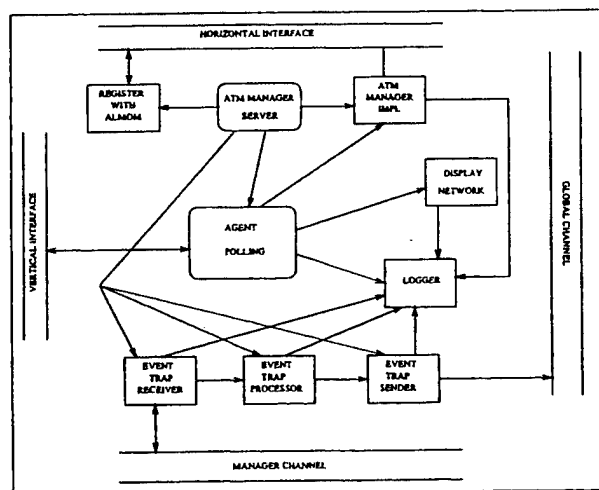 HORIZONTAL INTERFACE
REGISTER
WITH
ALMOM
ATM MANAGER
SERVER
ATM
MANAGER
IMPL
DISPLAY
NETWORK
AGENT
POLLING
LOGGER
VERTICAL INTERFACE
GLOBAL CHANNEL
EVENT
TRAP
RECEIVER
EVENT
TRAP
PROCESSOR
EVENT
TRAP
SENDER
MANAGER CHANNEL